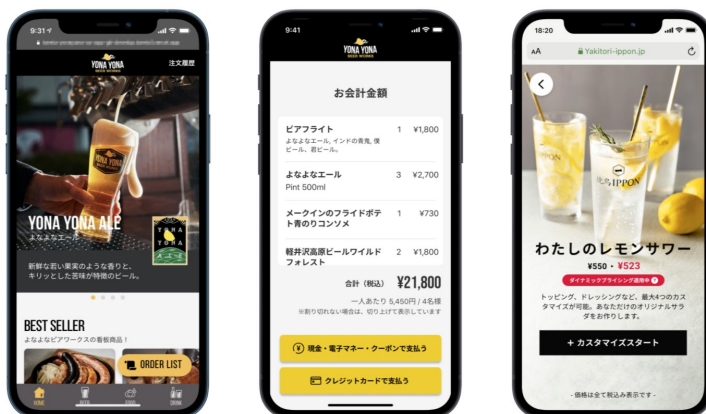 9:31
YONA YONA
BEER WORKS
注文履歴
YONA YONA
YONA YONA ALE
よなよなエール
YONA
YONA
新鮮な若い果実のような香りと、
キリッとした苦味が特徴のビール。
BEST SELLER
よなよなビアワークスの看板商品!
ORDER LIST
HOME
BEER
FOOD
DRINK
9:41
YONA YONA
BEER WORKS
お会計金額
ビアフライト 1 ¥1,800
よなよなエール, インドの青鬼, 僕
ビール、君ビール。
よなよなエール 3 ¥2,700
Pint 500ml
メークインのフライドポテ 1 ¥730
ト青のりコンソメ
軽井沢高原ビールワイルド 2 ¥1,800
フォレスト
合計(税込) ¥21,800
一人あたり 5,450円 / 4名様
※割り切れない場合は、切り上げて表示しています
現金・電子マネー・クーポンで支払う
クレジットカードで支払う
18:20
AA Yakitori-ippon.jp
IPPON
わたしのレモンサワー
¥550・¥523
ダイナミックプライシング適用中 ?
トッピング、ドレッシングなど、最大4つのカス
タマイズが可能。あなただけのオリジナルサラ
ダをお作りします。
+ カスタマイズスタート
- 価格は全て税込み表示です -